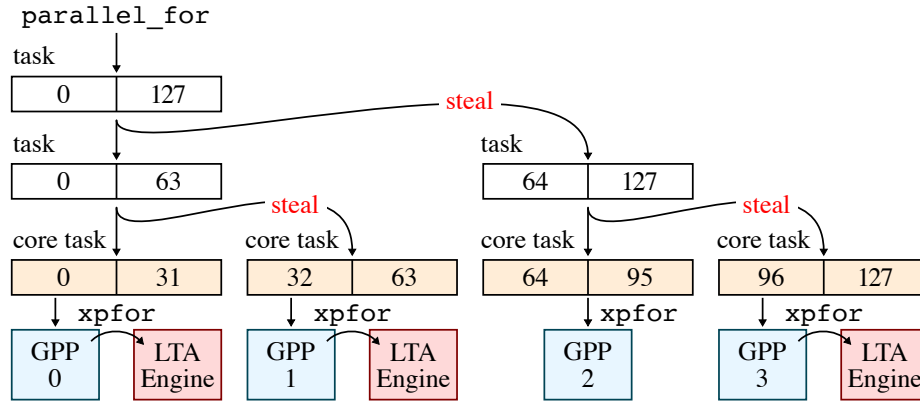 parallel_for
task
0 127
steal
task
0 63
task
64 127
steal
steal
core task
0 31
core task
32 63
core task
64 95
core task
96 127
xpfor
xpfor
xpfor
xpfor
GPP
0
LTA
Engine
GPP
1
LTA
Engine
GPP
2
GPP
3
LTA
Engine